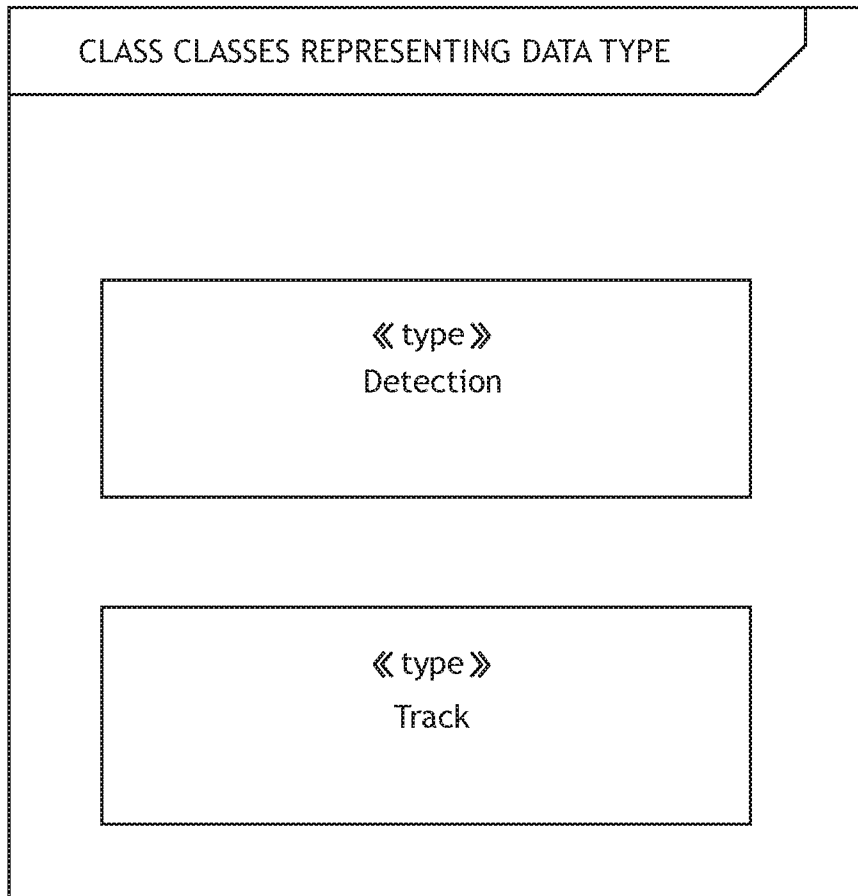 CLASS CLASSES REPRESENTING DATA TYPE
《 type 》
Detection
《 type 》
Track